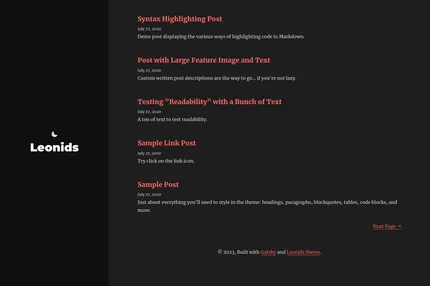 Leonids
Syntax Highlighting Post
July 27, 2020
Demo post displaying the various ways of highlighting code in Markdown.
Post with Large Feature Image and Text
July 27, 2020
Custom written post descriptions are the way to go... if you're not lazy.
Testing "Readability" with a Bunch of Text
July 27, 2020
A ton of text to test readability.
Sample Link Post
July 27, 2020
Try click on the link icon.
Sample Post
July 27, 2020
Just about everything you'll need to style in the theme: headings, paragraphs, blockquotes, tables, code blocks, and
more.
Next Page →
© 2023, Built with Gatsby and Leonids theme.